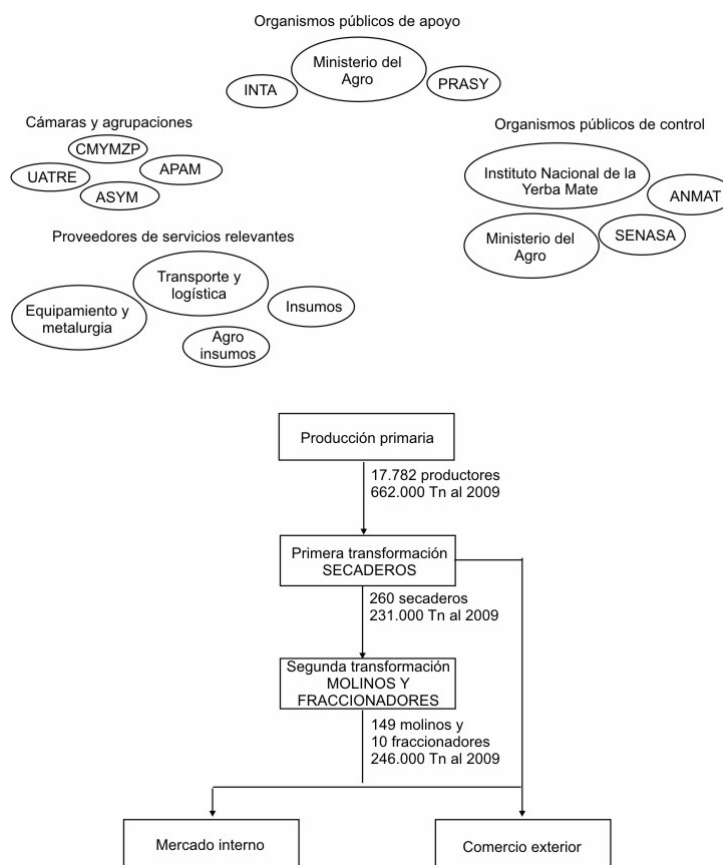 Organismos públicos de apoyo
Ministerio del
Agro
INTA
PRASY
Cámaras y agrupaciones
CMYMZP
UATRE
APAM
ASYM
Organismos públicos de control
Instituto Nacional de la
Yerba Mate
ANMAT
Ministerio del
Agro
SENASA
Proveedores de servicios relevantes
Transporte y
logística
Equipamiento y
metalurgia
Insumos
Agro
insumos
Producción primaria
17.782 productores
662.000 Tn al 2009
Primera transformación
SECADEROS
260 secaderos
231.000 Tn al 2009
Segunda transformación
MOLINOS Y
FRACCIONADORES
149 molinos y
10 fraccionadores
246.000 Tn al 2009
Mercado interno
Comercio exterior